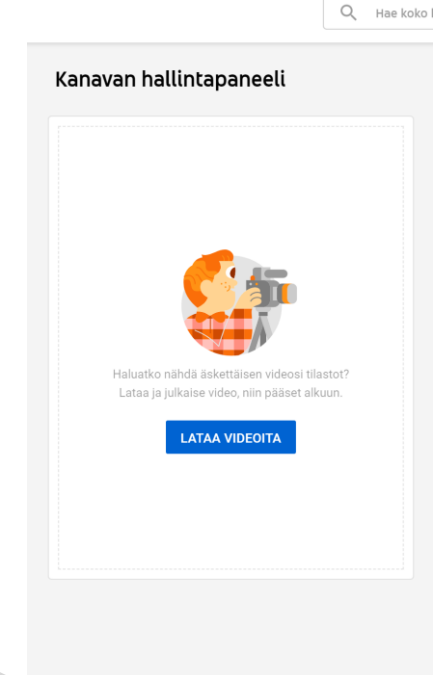 Hae koko
Kanavan hallintapaneeli
Haluatko nähdä äskettäisen videosi tilastot?
Lataa ja julkaise video, niin pääset alkuun.
LATAA VIDEOITA